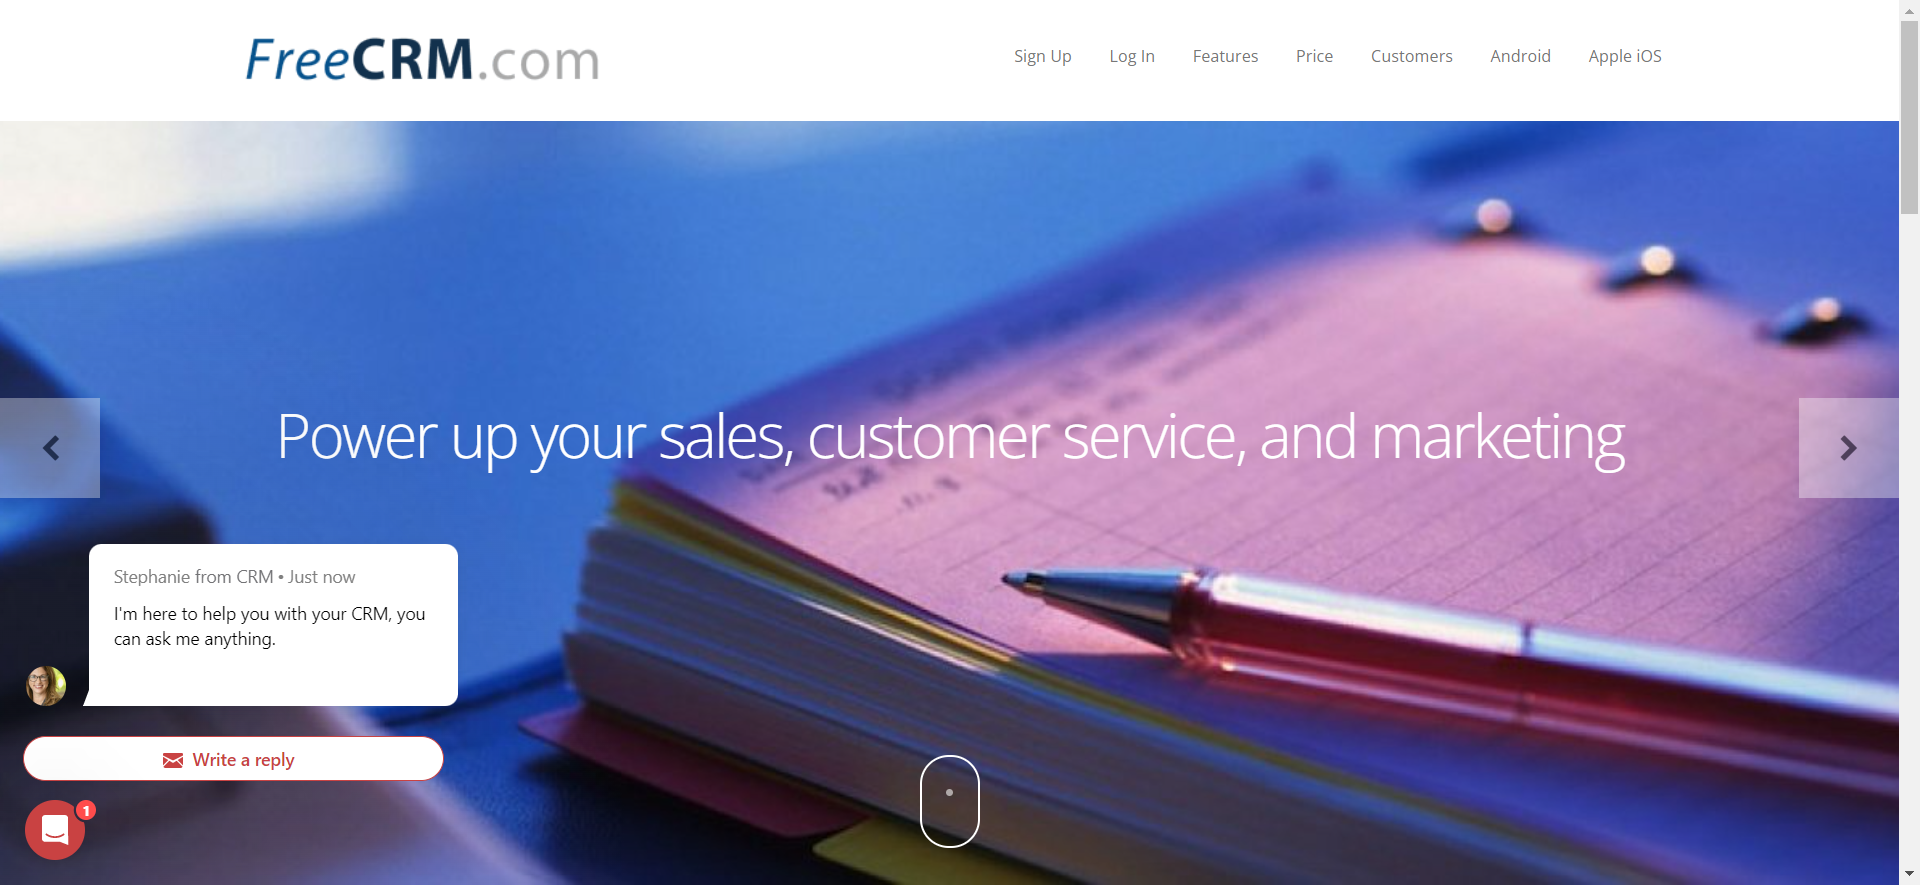 FreeCRM.com
Sign Up Log In Features Price Customers Android Apple iOS
Power up your sales, customer service, and marketing
Stephanie from CRM • Just now
I'm here to help you with your CRM, you
can ask me anything.
Write a reply
1